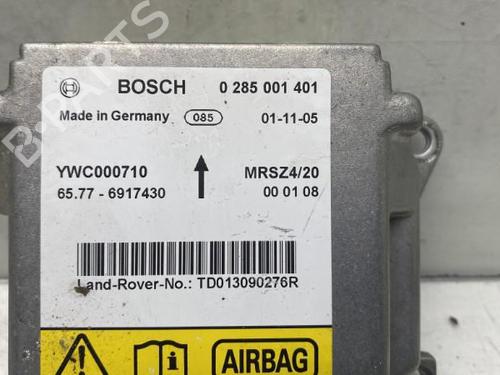 BOSCH 0 285 001 401
Made in Germany 085 01-11-05
YWC000710 MRSZ4/20
65.77 - 6917430 00 01 08
Land-Rover-No.: TD013090276R
i AIRBAG
B-PARTS